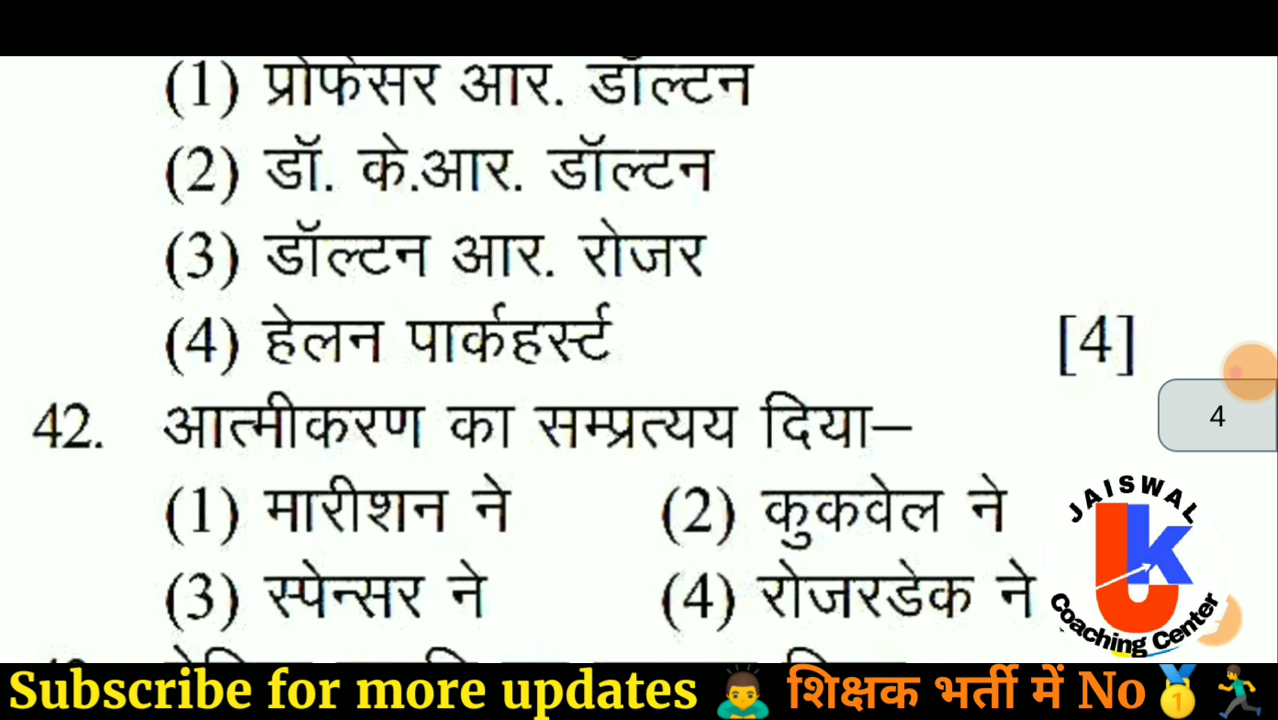 (1) प्रोफेसर आर. डॉल्टन
(2) डॉ. के.आर. डॉल्टन
(3) डॉल्टन आर. रोजर
(4) हेलन पार्कहर्स्ट [4]
42. आत्मीकरण का सम्प्रत्यय दिया–
4
(1) मारीशन ने (2) कुकवेल ने
(3) स्पेन्सर ने (4) रोजरडेक ने
JAISWAL
UK
Coaching Center
Subscribe for more updates 🙇‍♂️ शिक्षक भर्ती में No🥇🏃‍♂️